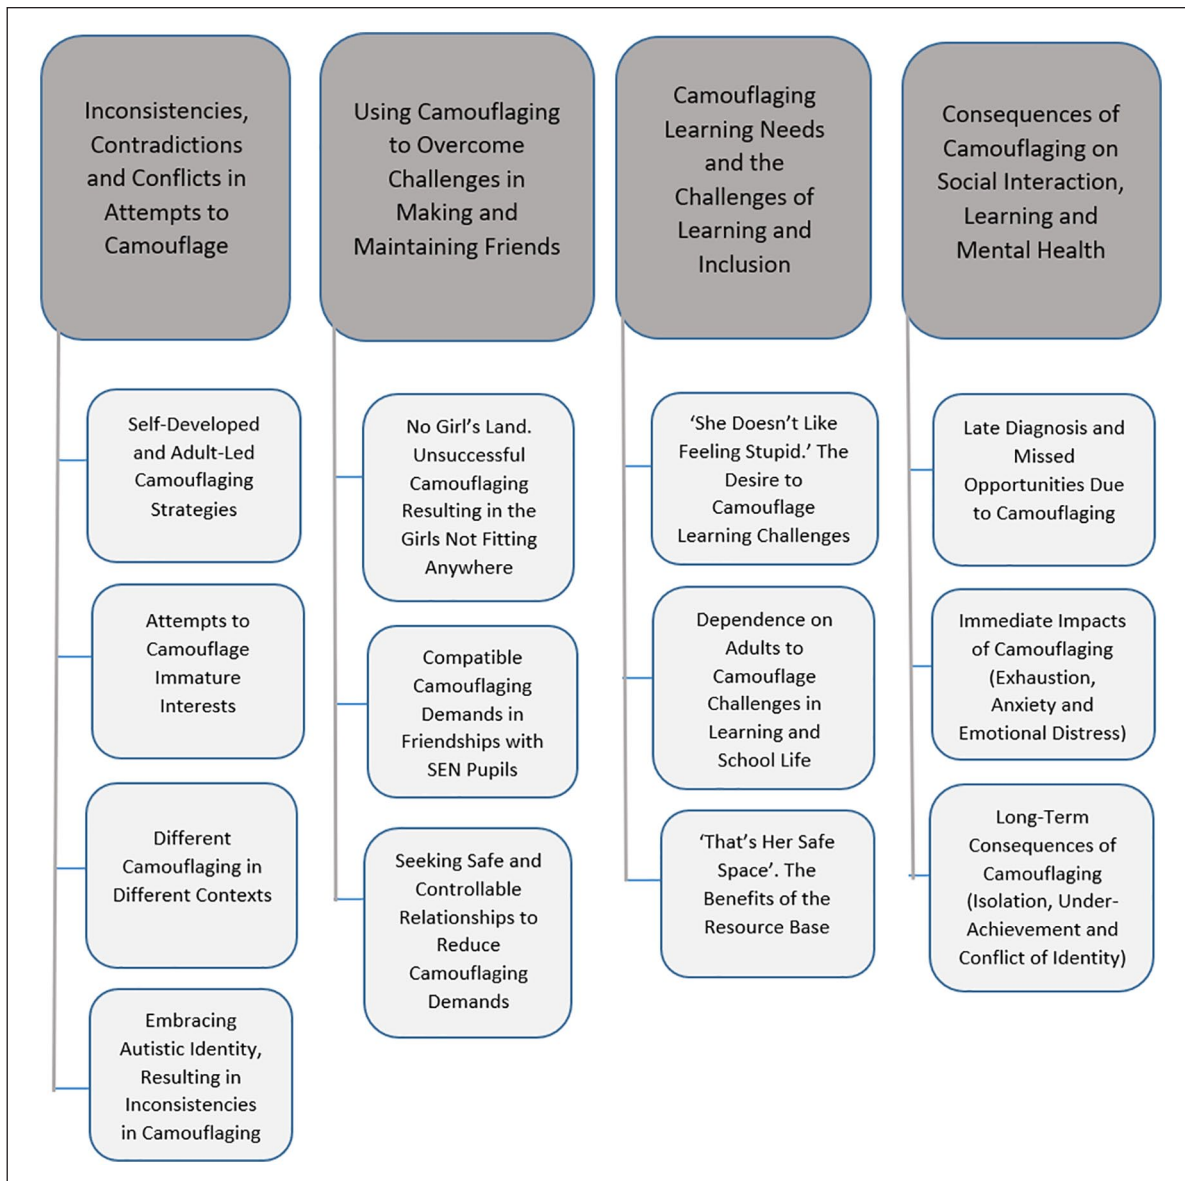 Inconsistencies,
Contradictions
and Conflicts in
Attempts to
Camouflage
Self-Developed
and Adult-Led
Camouflaging
Strategies
Attempts to
Camouflage
Immature
Interests
Different
Camouflaging in
Different Contexts
Embracing
Autistic Identity,
Resulting in
Inconsistencies
in Camouflaging
Using Camouflaging
to Overcome
Challenges in
Making and
Maintaining Friends
No Girl’s Land.
Unsuccessful
Camouflaging
Resulting in the
Girls Not Fitting
Anywhere
Compatible
Camouflaging
Demands in
Friendships with
SEN Pupils
Seeking Safe and
Controllable
Relationships to
Reduce
Camouflaging
Demands
Camouflaging
Learning Needs
and the
Challenges of
Learning and
Inclusion
‘She Doesn’t Like
Feeling Stupid.’ The
Desire to
Camouflage
Learning Challenges
Dependence on
Adults to
Camouflage
Challenges in
Learning and
School Life
‘That’s Her Safe
Space’. The
Benefits of the
Resource Base
Consequences of
Camouflaging on
Social Interaction,
Learning and
Mental Health
Late Diagnosis and
Missed
Opportunities Due
to Camouflaging
Immediate Impacts
of Camouflaging
(Exhaustion,
Anxiety and
Emotional Distress)
Long-Term
Consequences of
Camouflaging
(Isolation, Under-
Achievement and
Conflict of Identity)